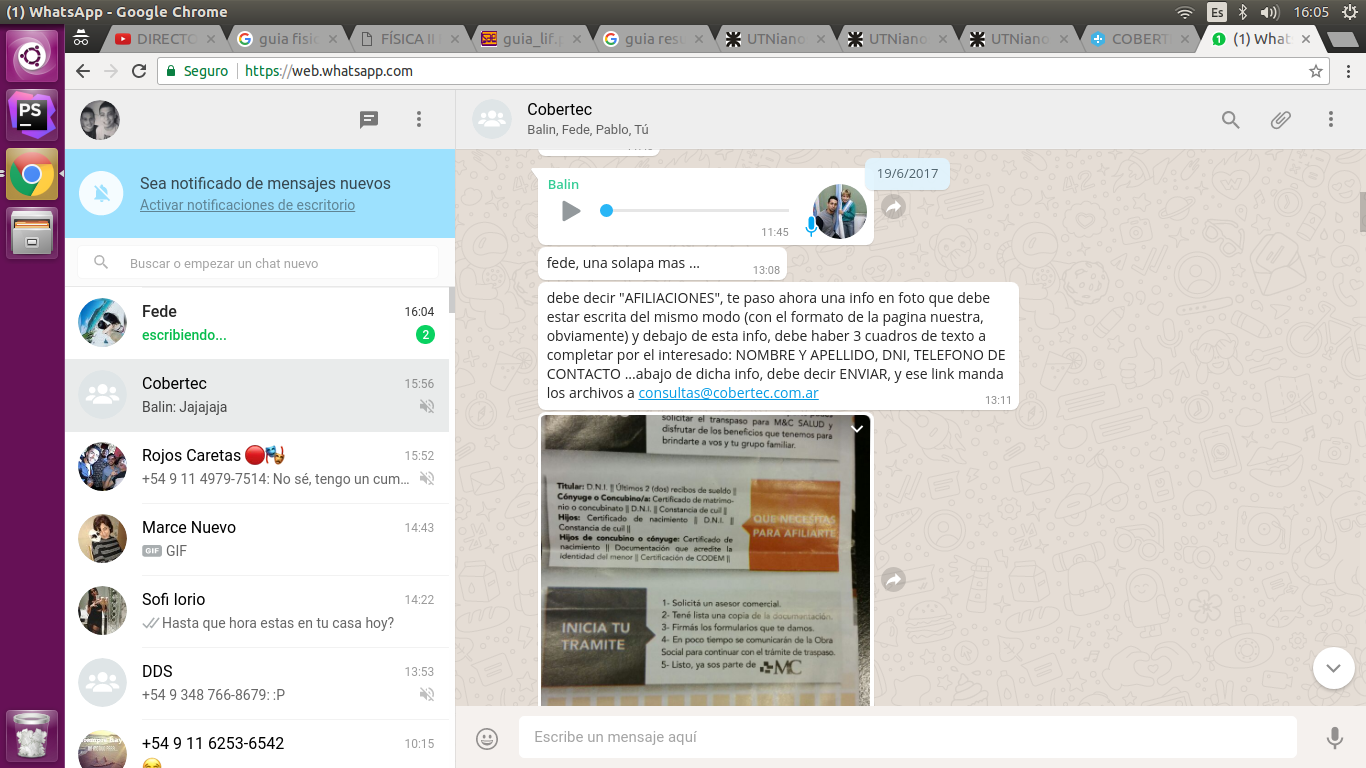 (1) WhatsApp - Google Chrome
Es
16:05
DIRECTO
guia fisic
FÍSICA II
guia_lif.p
guia res
UTNiano
UTNiano
UTNiano
COBERT
(1) What
Seguro
https://web.whatsapp.com
PS
Sea notificado de mensajes nuevos
Activar notificaciones de escritorio
Buscar o empezar un chat nuevo
Fede
16:04
escribiendo...
2
Cobertec
15:56
Balin: Jajajaja
Rojos Caretas
15:52
+54 9 11 4979-7514: No sé, tengo un cum...
Marce Nuevo
14:43
GIF GIF
Sofi Iorio
14:22
Hasta que hora estas en tu casa hoy?
DDS
13:53
+54 9 348 766-8679: :P
+54 9 11 6253-6542
10:15
Cobertec
Balin, Fede, Pablo, Tú
19/6/2017
Balin
11:45
fede, una solapa mas ...
13:08
debe decir "AFILIACIONES", te paso ahora una info en foto que debe
estar escrita del mismo modo (con el formato de la pagina nuestra,
obviamente) y debajo de esta info, debe haber 3 cuadros de texto a
completar por el interesado: NOMBRE Y APELLIDO, DNI, TELEFONO DE
CONTACTO ...abajo de dicha info, debe decir ENVIAR, y ese link manda
los archivos a consultas@cobertec.com.ar
13:11
solicitar el transpaso para M&C SALUD y
disfrutar de los beneficios que tenemos para
brindarte a vos y tu grupo familiar.
Titular: D.N.I. || Últimos 2 (dos) recibos de sueldo ||
Cónyuge o Concubino/a: Certificado de matrimo-
nio o concubinato || D.N.I. || Constancia de cuil ||
Hijos: Certificado de nacimiento || D.N.I. ||
Constancia de cuil ||
Hijos de concubino o cónyuge: Certificado de
nacimiento || Documentación que acredite la
identidad del menor || Certificación de CODEM ||
QUE NECESITAS
PARA AFILIARTE
INICIA TU
TRAMITE
1- Solicitá un asesor comercial.
2- Tené lista una copia de la documentación.
3- Firmás los formularios que te damos.
4- En poco tiempo se comunicarán de la Obra
Social para continuar con el trámite de traspaso.
5- Listo, ya sos parte de MC
Escribe un mensaje aquí